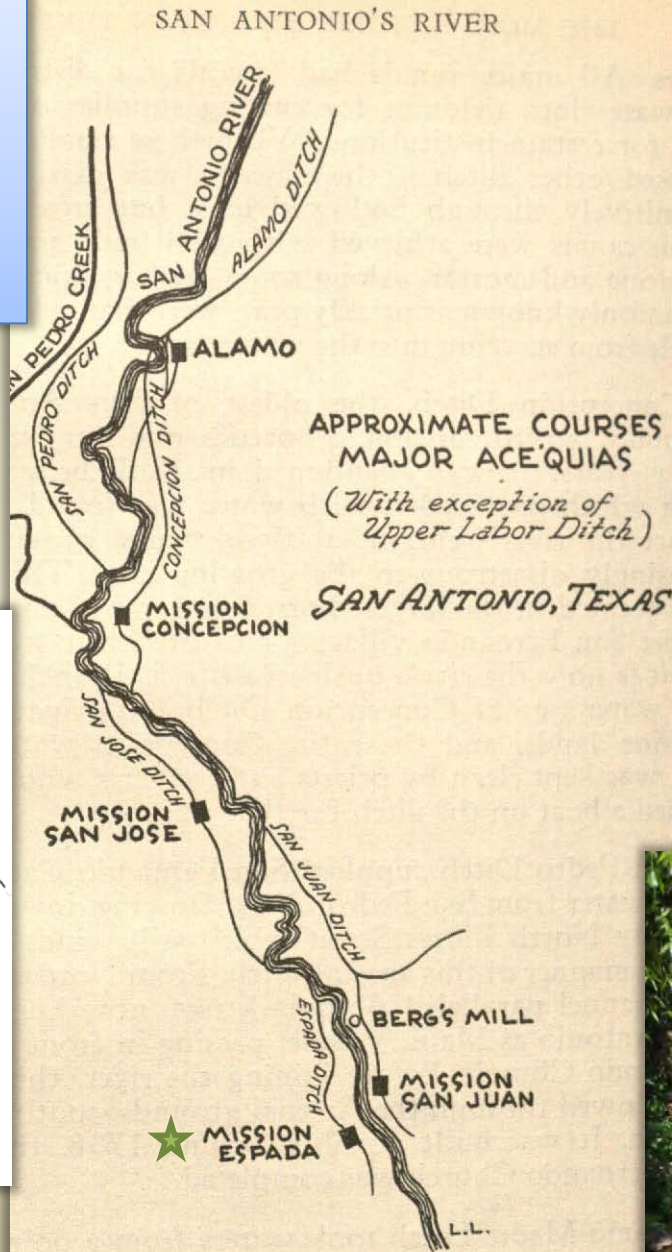 SAN ANTONIO'S RIVER
SAN ANTONIO RIVER
ALAMO DITCH
PEDRO CREEK
SAN PEDRO DITCH
ALAMO
CONCEPCION DITCH
APPROXIMATE COURSES
MAJOR ACE'QUIAS
(With exception of
Upper Labor Ditch)
SAN ANTONIO, TEXAS
MISSION
CONCEPCION
SAN JOSE DITCH
MISSION
SAN JOSE
SAN JUAN DITCH
ESPADA DITCH
BERG'S MILL
MISSION
SAN JUAN
MISSION
ESPADA
L.L.